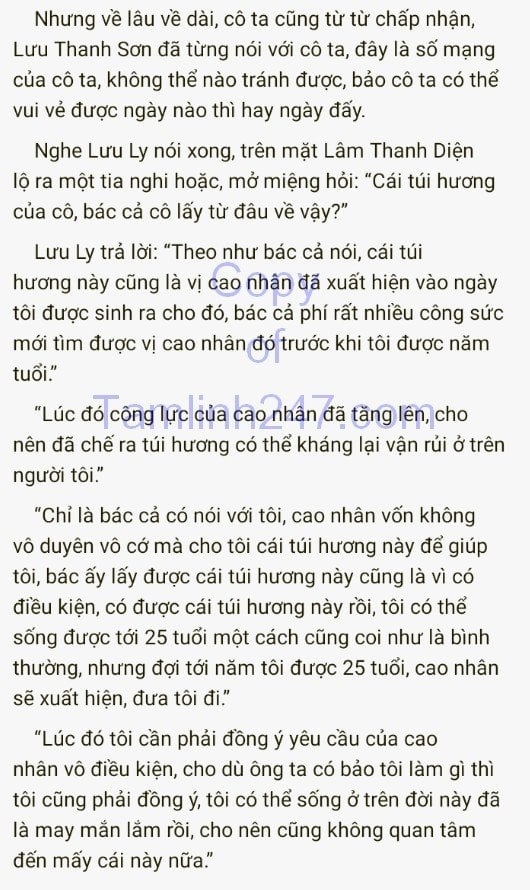 Nhưng về lâu về dài, cô ta cũng từ từ chấp nhận,
Lưu Thanh Sơn đã từng nói với cô ta, đây là số mạng
của cô ta, không thể nào tránh được, bảo cô ta có thể
vui vẻ được ngày nào thì hay ngày đấy.
Nghe Lưu Ly nói xong, trên mặt Lâm Thanh Diện
lộ ra một tia nghi hoặc, mở miệng hỏi: “Cái túi hương
của cô, bác cả cô lấy từ đâu về vậy?”
Lưu Ly trả lời: “Theo như bác cả nói, cái túi
hương này cũng là vị cao nhân đã xuất hiện vào ngày
tôi được sinh ra cho đó, bác cả phí rất nhiều công sức
mới tìm được vị cao nhân đó trước khi tôi được năm
tuổi.”
“Lúc đó công lực của cao nhân đã tăng lên, cho
nên đã chế ra túi hương có thể kháng lại vận rủi ở trên
người tôi.”
“Chỉ là bác cả có nói với tôi, cao nhân vốn không
vô duyên vô cớ mà cho tôi cái túi hương này để giúp
tôi, bác ấy lấy được cái túi hương này cũng là vì có
điều kiện, có được cái túi hương này rồi, tôi có thể
sống được tới 25 tuổi một cách cũng coi như là bình
thường, nhưng đợi tới năm tôi được 25 tuổi, cao nhân
sẽ xuất hiện, đưa tôi đi.”
“Lúc đó tôi cần phải đồng ý yêu cầu của cao
nhân vô điều kiện, cho dù ông ta có bảo tôi làm gì thì
tôi cũng phải đồng ý, tôi có thể sống ở trên đời này đã
là may mắn lắm rồi, cho nên cũng không quan tâm
đến mấy cái này nữa.”
Copy
of
Tamlinh247.com